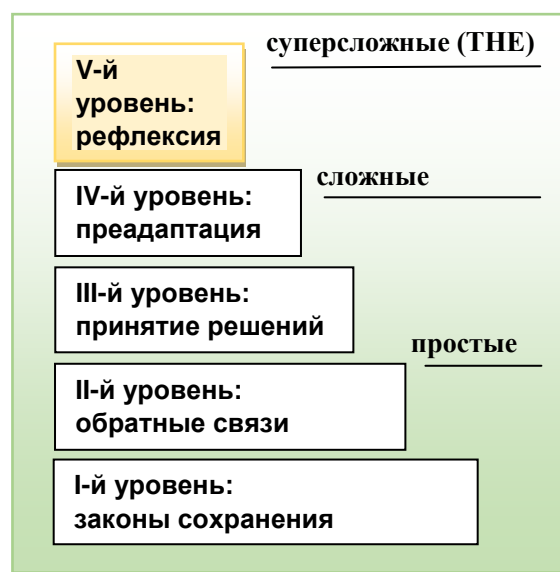 суперсложные (THE)
V-й
уровень:
рефлексия
сложные
IV-й уровень:
преадаптация
III-й уровень:
принятие решений
простые
II-й уровень:
обратные связи
I-й уровень:
законы сохранения